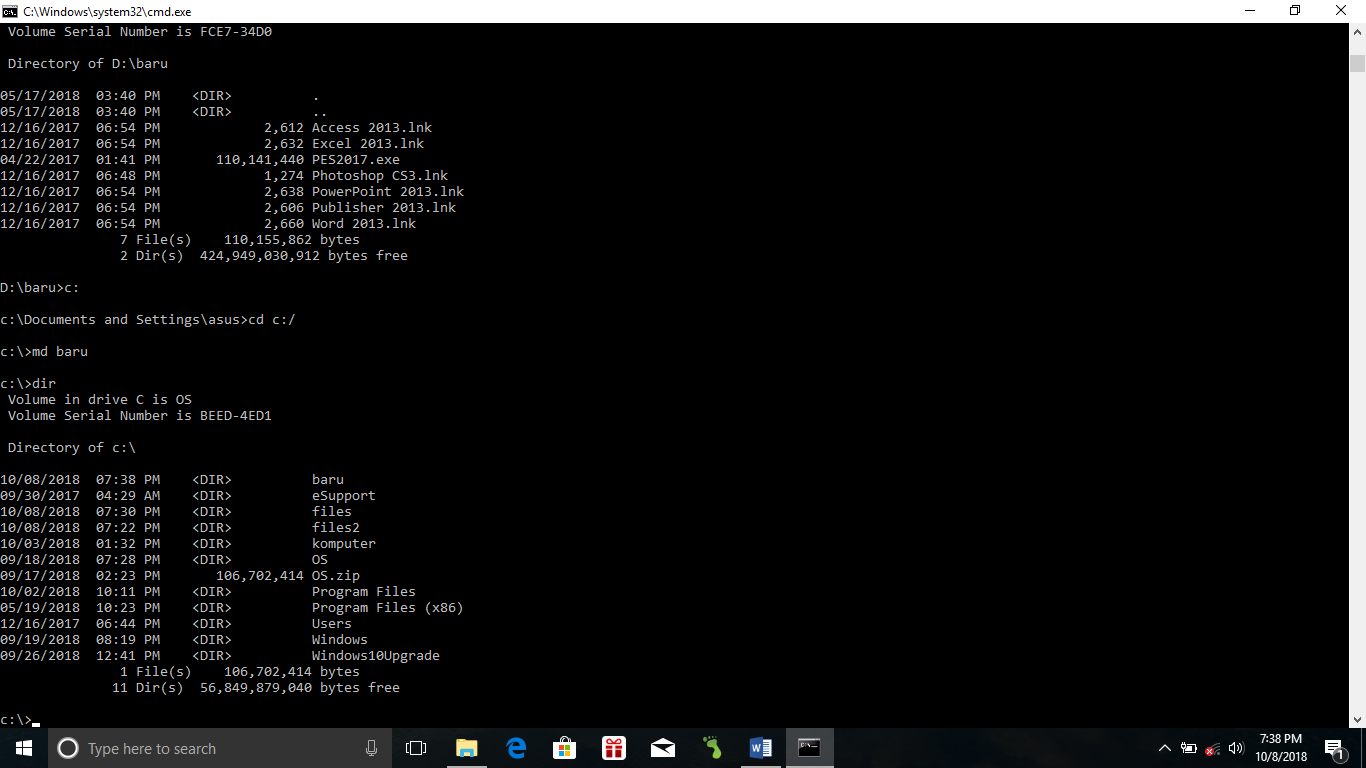 C:\Windows\system32\cmd.exe
 Volume Serial Number is FCE7-34D0

 Directory of D:\baru

05/17/2018  03:40 PM    <DIR>          .
05/17/2018  03:40 PM    <DIR>          ..
12/16/2017  06:54 PM             2,612 Access 2013.lnk
12/16/2017  06:54 PM             2,632 Excel 2013.lnk
04/22/2017  01:41 PM       110,141,440 PES2017.exe
12/16/2017  06:48 PM             1,274 Photoshop CS3.lnk
12/16/2017  06:54 PM             2,638 PowerPoint 2013.lnk
12/16/2017  06:54 PM             2,606 Publisher 2013.lnk
12/16/2017  06:54 PM             2,660 Word 2013.lnk
               7 File(s)    110,155,862 bytes
               2 Dir(s)  424,949,030,912 bytes free

D:\baru>c:

c:\Documents and Settings\asus>cd c:/

c:\>md baru

c:\>dir
 Volume in drive C is OS
 Volume Serial Number is BEED-4ED1

 Directory of c:\

10/08/2018  07:38 PM    <DIR>          baru
09/30/2017  04:29 AM    <DIR>          eSupport
10/08/2018  07:30 PM    <DIR>          files
10/08/2018  07:22 PM    <DIR>          files2
10/03/2018  01:32 PM    <DIR>          komputer
09/18/2018  07:28 PM    <DIR>          OS
09/17/2018  02:23 PM       106,702,414 OS.zip
10/02/2018  10:11 PM    <DIR>          Program Files
05/19/2018  10:23 PM    <DIR>          Program Files (x86)
12/16/2017  06:44 PM    <DIR>          Users
09/19/2018  08:19 PM    <DIR>          Windows
09/26/2018  12:41 PM    <DIR>          Windows10Upgrade
               1 File(s)    106,702,414 bytes
              11 Dir(s)  56,849,879,040 bytes free

c:\>
Type here to search
7:38 PM
10/8/2018
1